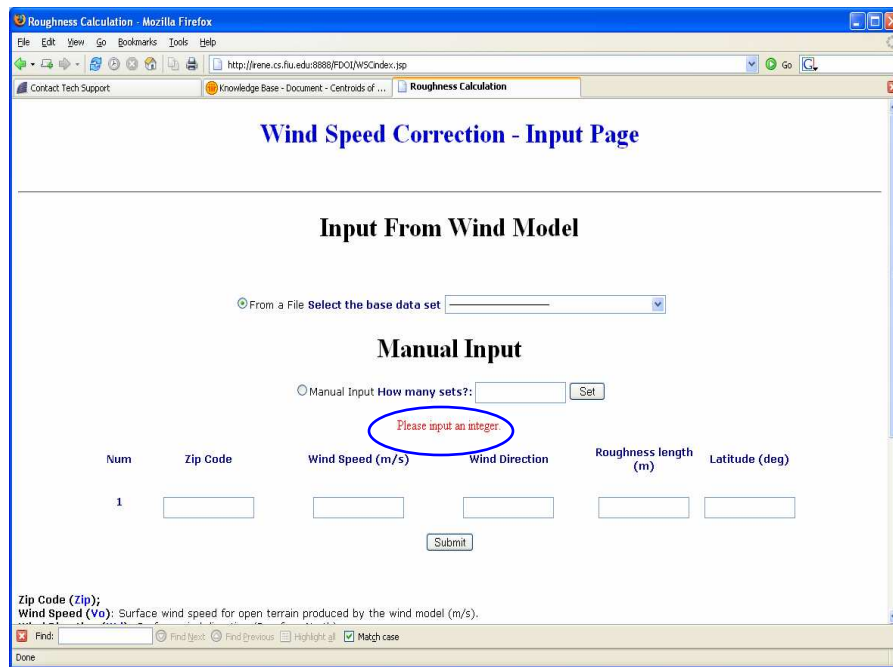 Roughness Calculation - Mozilla Firefox
File Edit View Go Bookmarks Tools Help
http://irene.cs.fiu.edu:8888/FDOI/WSCindex.jsp Go
Contact Tech Support Knowledge Base - Document - Centroids of ... Roughness Calculation
Wind Speed Correction - Input Page
Input From Wind Model
From a File Select the base data set
Manual Input
Manual Input How many sets?: Set
Please input an integer.
Num Zip Code Wind Speed (m/s) Wind Direction Roughness length (m) Latitude (deg)
1
Submit
Zip Code (Zip);
Wind Speed (Vo): Surface wind speed for open terrain produced by the wind model (m/s).
Find: Find Next Find Previous Highlight all Match case
Done